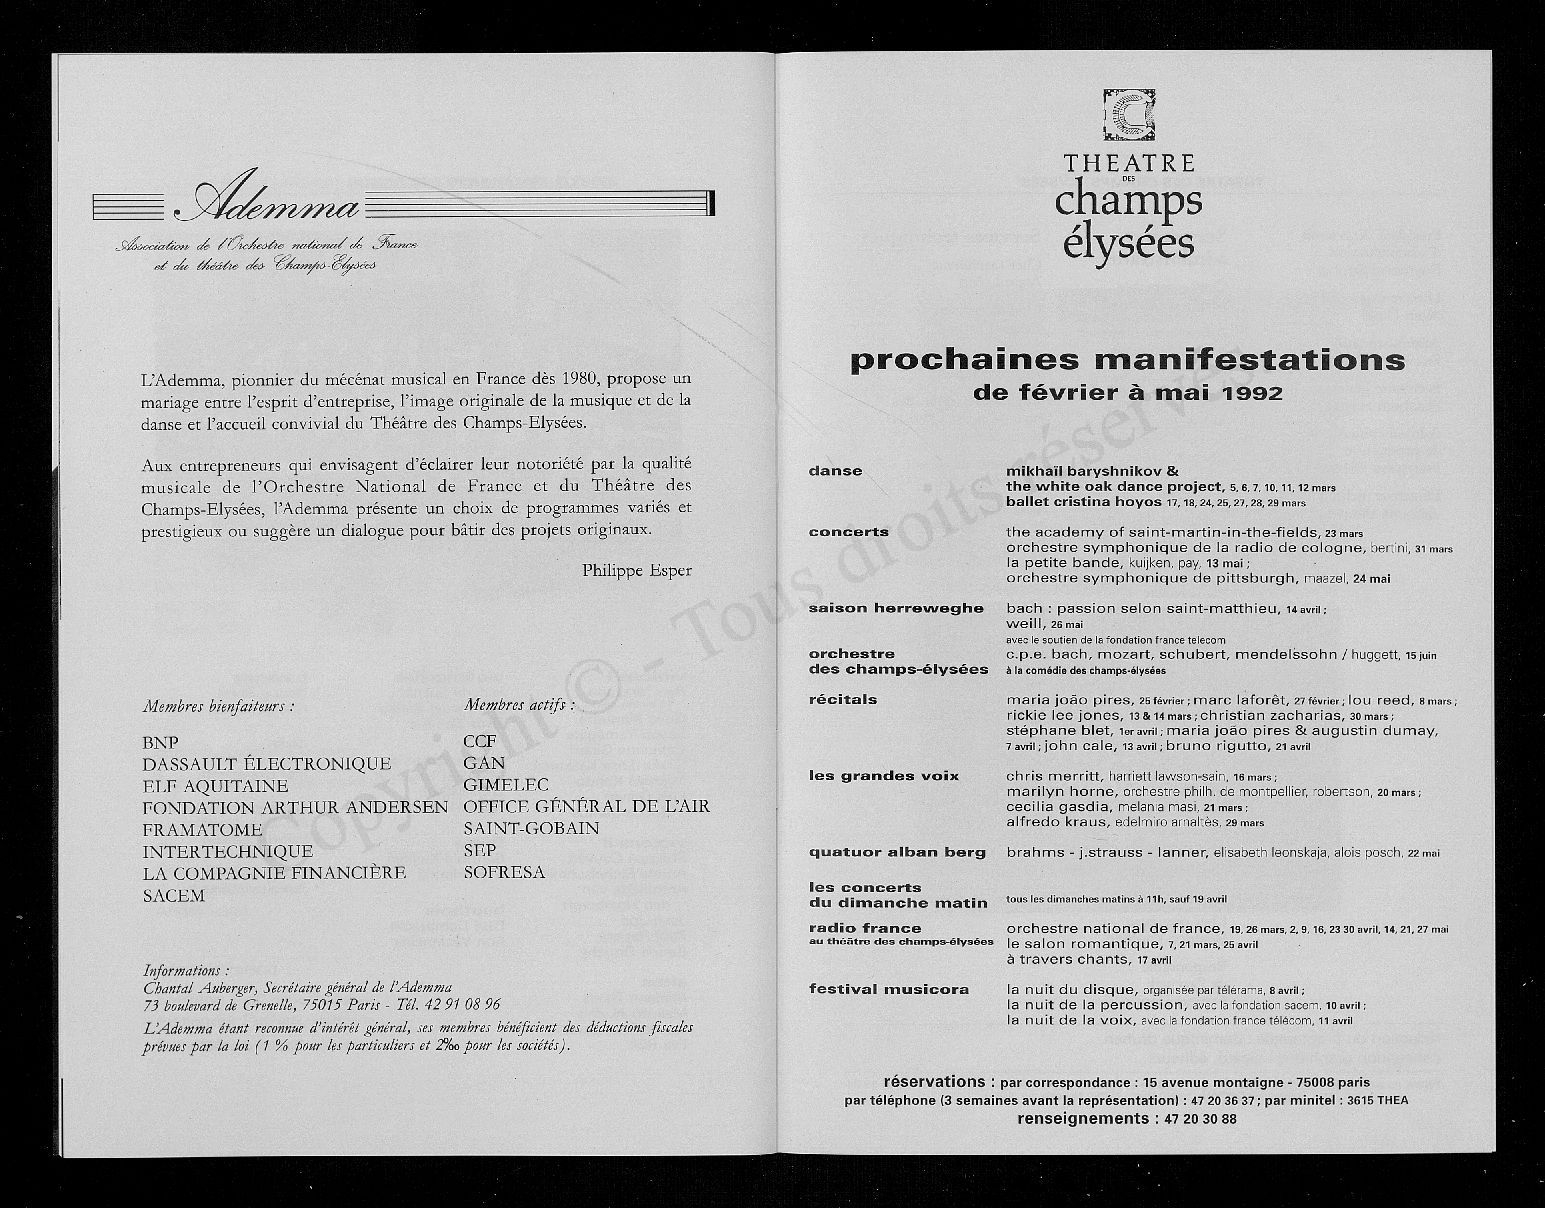 Ademma
Association de l'Orchestre national de France
et du théâtre des Champs-Elysées
L'Ademma, pionnier du mécénat musical en France dès 1980, propose un
mariage entre l'esprit d'entreprise, l'image originale de la musique et de la
danse et l'accueil convivial du Théâtre des Champs-Elysées.
Aux entrepreneurs qui envisagent d'éclairer leur notoriété par la qualité
musicale de l'Orchestre National de France et du Théâtre des
Champs-Elysées, l'Ademma présente un choix de programmes variés et
prestigieux ou suggère un dialogue pour bâtir des projets originaux.
Philippe Esper
Membres bienfaiteurs :
BNP
DASSAULT ÉLECTRONIQUE
ELF AQUITAINE
FONDATION ARTHUR ANDERSEN
FRAMATOME
INTERTECHNIQUE
LA COMPAGNIE FINANCIÈRE
SACEM
Membres actifs :
CCF
GAN
GIMELEC
OFFICE GÉNÉRAL DE L'AIR
SAINT-GOBAIN
SEP
SOFRESA
Informations :
Chantal Auberger, Secrétaire général de l'Ademma
73 boulevard de Grenelle, 75015 Paris - Tél. 42 91 08 96
L'Ademma étant reconnue d'intérêt général, ses membres bénéficient des déductions fiscales
prévues par la loi (1 % pour les particuliers et 2‰ pour les sociétés).
THEATRE
DES
champs
élysées
prochaines manifestations
de février à mai 1992
danse mikhaïl baryshnikov &
the white oak dance project, 5, 6, 7, 10, 11, 12 mars
ballet cristina hoyos 17, 18, 24, 25, 27, 28, 29 mars
concerts the academy of saint-martin-in-the-fields, 23 mars
orchestre symphonique de la radio de cologne, bertini, 31 mars
la petite bande, kuijken, pay, 13 mai ;
orchestre symphonique de pittsburgh, maazel, 24 mai
saison herreweghe bach : passion selon saint-matthieu, 14 avril ;
weill, 26 mai
avec le soutien de la fondation france telecom
orchestre c.p.e. bach, mozart, schubert, mendelssohn / huggett, 15 juin
des champs-élysées à la comédie des champs-élysées
récitals maria joão pires, 25 février ; marc laforêt, 27 février ; lou reed, 8 mars ;
rickie lee jones, 13 & 14 mars ; christian zacharias, 30 mars ;
stéphane blet, 1er avril ; maria joão pires & augustin dumay,
7 avril ; john cale, 13 avril ; bruno rigutto, 21 avril
les grandes voix chris merritt, harriett lawson-sain, 16 mars ;
marilyn horne, orchestre philh. de montpellier, robertson, 20 mars ;
cecilia gasdia, melania masi, 21 mars ;
alfredo kraus, edelmiro arnaltès, 29 mars
quatuor alban berg brahms - j.strauss - lanner, elisabeth leonskaja, alois posch, 22 mai
les concerts
du dimanche matin tous les dimanches matins à 11h, sauf 19 avril
radio france orchestre national de france, 19, 26 mars, 2, 9, 16, 23 30 avril, 14, 21, 27 mai
au théâtre des champs-élysées le salon romantique, 7, 21 mars, 25 avril
à travers chants, 17 avril
festival musicora la nuit du disque, organisée par télérama, 8 avril ;
la nuit de la percussion, avec la fondation sacem, 10 avril ;
la nuit de la voix, avec la fondation france télécom, 11 avril
réservations : par correspondance : 15 avenue montaigne - 75008 paris
par téléphone (3 semaines avant la représentation) : 47 20 36 37 ; par minitel : 3615 THEA
renseignements : 47 20 30 88
Copyright © - Tous droits réservés